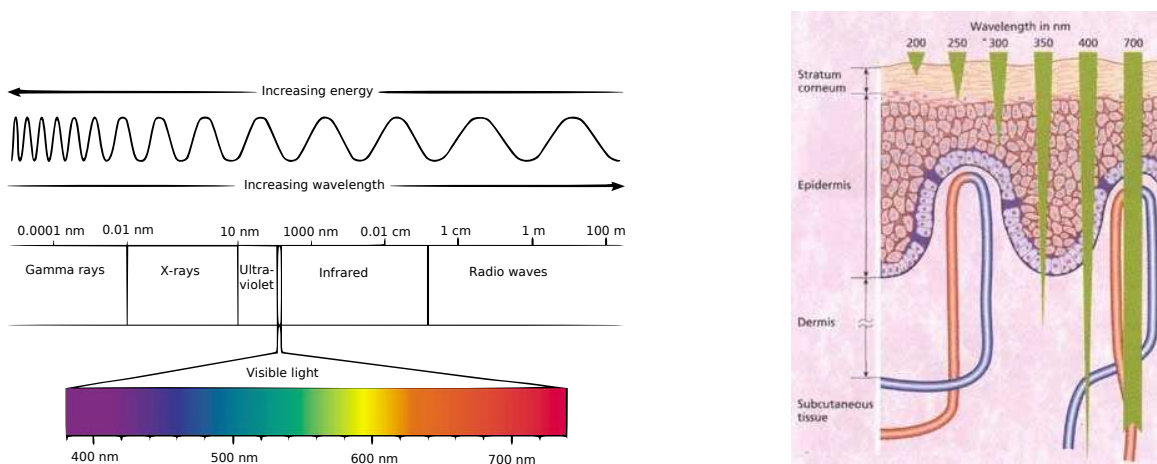 Increasing energy
Increasing wavelength
0.0001 nm 0.01 nm 10 nm 1000 nm 0.01 cm 1 cm 1 m 100 m
Gamma rays X-rays Ultra- Infrared Radio waves
violet
Visible light
400 nm 500 nm 600 nm 700 nm
Wavelength in nm
200 250 300 350 400 700
Stratum
corneum
Epidermis
Dermis
Subcutaneous
tissue